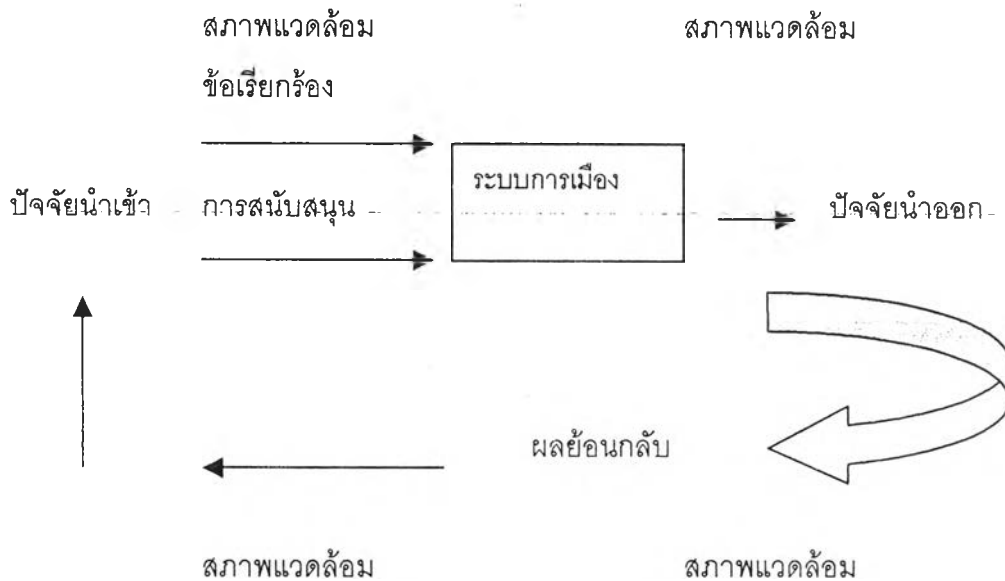 สภาพแวดล้อม สภาพแวดล้อม
ข้อเรียกร้อง
ระบบการเมือง
ปัจจัยนำเข้า การสนับสนุน ปัจจัยนำออก
ผลย้อนกลับ
สภาพแวดล้อม สภาพแวดล้อม